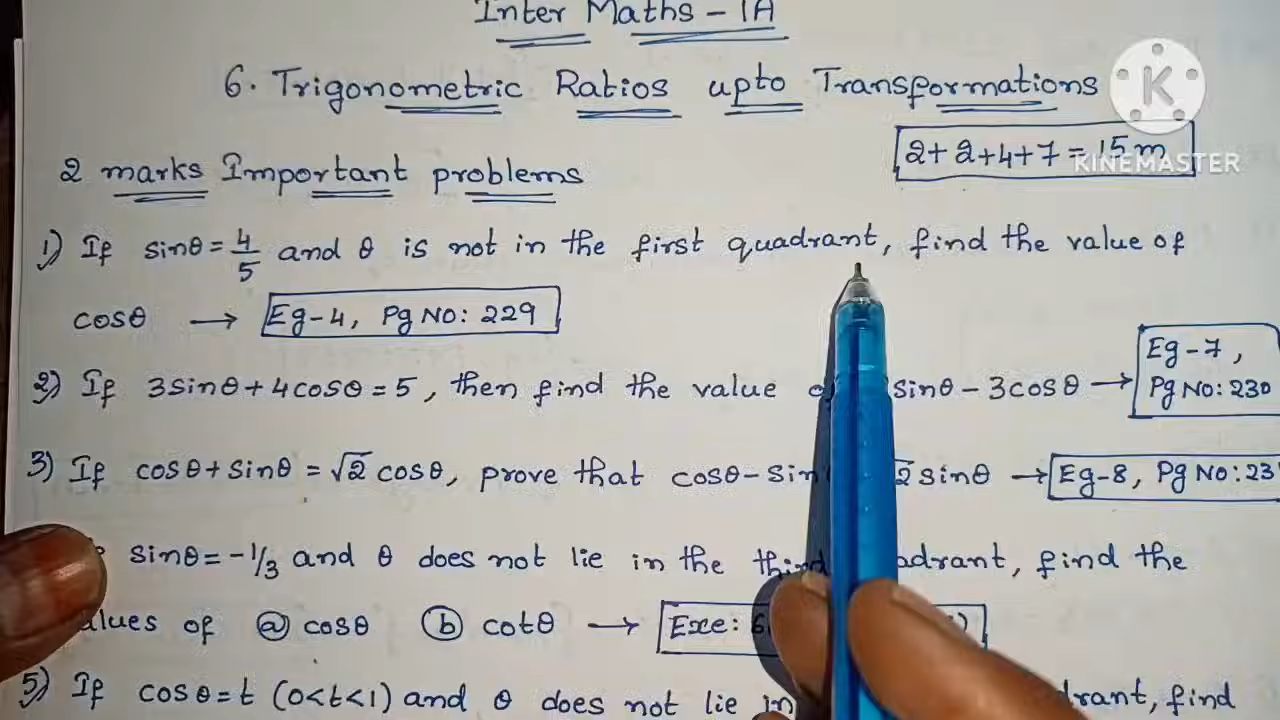 Inter Maths - 1A
6. Trigonometric Ratios upto Transformations
K
2+2+4+7=15m
KINEMASTER
2 marks Important problems
1) If sinθ = 4/5 and θ is not in the first quadrant, find the value of
cosθ → Eg-4, Pg No: 229
2) If 3sinθ + 4cosθ = 5, then find the value sinθ - 3cosθ → Eg-7, Pg No: 230
3) If cosθ + sinθ = √2 cosθ, prove that cosθ - sin 2 sinθ → Eg-8, Pg No: 23
sinθ = -1/3 and θ does not lie in the third adrant, find the
alues of ⓐ cosθ ⓑ cotθ → Exe: 6
5) If cosθ = t (0<t<1) and θ does not lie in drant, find